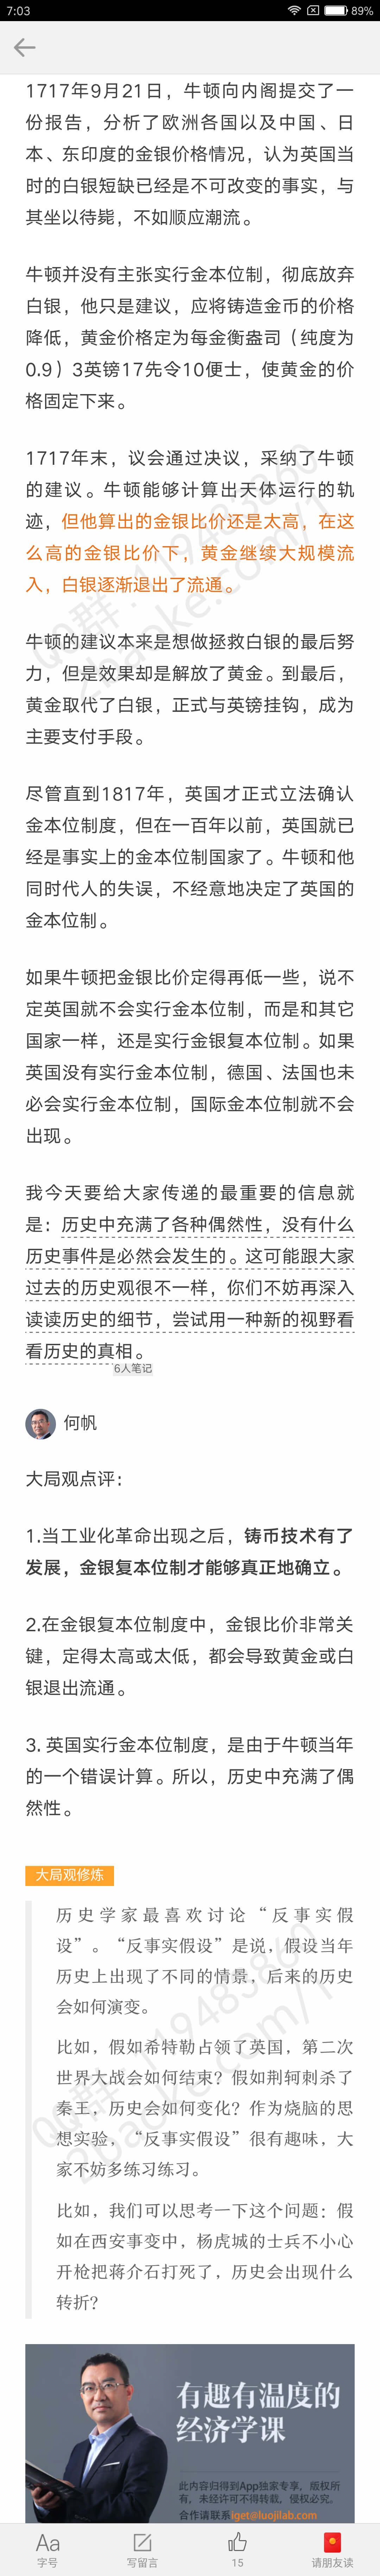 7:03
89%
1717年9月21日，牛顿向内阁提交了一
份报告，分析了欧洲各国以及中国、日
本、东印度的金银价格情况，认为英国当
时的白银短缺已经是不可改变的事实，与
其坐以待毙，不如顺应潮流。
牛顿并没有主张实行金本位制，彻底放弃
白银，他只是建议，应将铸造金币的价格
降低，黄金价格定为每金衡盎司（纯度为
0.9）3英镑17先令10便士，使黄金的价
格固定下来。
1717年末，议会通过决议，采纳了牛顿
的建议。牛顿能够计算出天体运行的轨
迹，但他算出的金银比价还是太高，在这
么高的金银比价下，黄金继续大规模流
入，白银逐渐退出了流通。
牛顿的建议本来是想做拯救白银的最后努
力，但是效果却是解放了黄金。到最后，
黄金取代了白银，正式与英镑挂钩，成为
主要支付手段。
尽管直到1817年，英国才正式立法确认
金本位制度，但在一百年以前，英国就已
经是事实上的金本位制国家了。牛顿和他
同时代人的失误，不经意地决定了英国的
金本位制。
如果牛顿把金银比价定得再低一些，说不
定英国就不会实行金本位制，而是和其它
国家一样，还是实行金银复本位制。如果
英国没有实行金本位制，德国、法国也未
必会实行金本位制，国际金本位制就不会
出现。
我今天要给大家传递的最重要的信息就
是：历史中充满了各种偶然性，没有什么
历史事件是必然会发生的。这可能跟大家
过去的历史观很不一样，你们不妨再深入
读读历史的细节，尝试用一种新的视野看
看历史的真相。
6人笔记
何帆
大局观点评：
1.当工业化革命出现之后，铸币技术有了
发展，金银复本位制才能够真正地确立。
2.在金银复本位制度中，金银比价非常关
键，定得太高或太低，都会导致黄金或白
银退出流通。
3. 英国实行金本位制度，是由于牛顿当年
的一个错误计算。所以，历史中充满了偶
然性。
大局观修炼
历史学家最喜欢讨论“反事实假
设”。“反事实假设”是说，假设当年
历史上出现了不同的情景，后来的历史
会如何演变。
比如，假如希特勒占领了英国，第二次
世界大战会如何结束？假如荆轲刺杀了
秦王，历史会如何变化？作为烧脑的思
想实验，“反事实假设”很有趣味，大
家不妨多练习练习。
比如，我们可以思考一下这个问题：假
如在西安事变中，杨虎城的士兵不小心
开枪把蒋介石打死了，历史会出现什么
转折？
有趣有温度的
经济学课
此内容归得到App独家专享，版权所
有，未经许可不得转载，侵权必究。
合作请联系iget@luojilab.com
Aa
字号
写留言
15
请朋友读